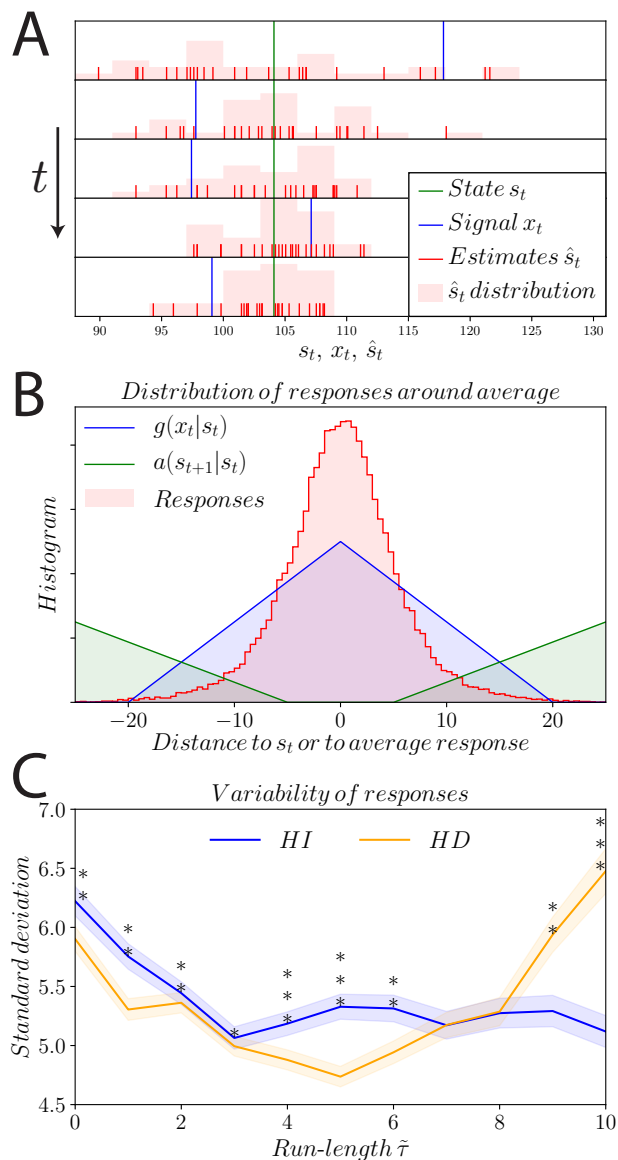 A
t
State s_t
Signal x_t
Estimates ŝ_t
ŝ_t distribution
90 95 100 105 110 115 120 125 130
s_t, x_t, ŝ_t
B
Distribution of responses around average
g(x_t|s_t)
a(s_{t+1}|s_t)
Responses
Histogram
−20 −10 0 10 20
Distance to s_t or to average response
C
Variability of responses
HI HD
7.0
6.5
6.0
5.5
5.0
4.5
Standard deviation
* * * * * * * * * * * * * * * * * * * * *
0 2 4 6 8 10
Run-length τ̃